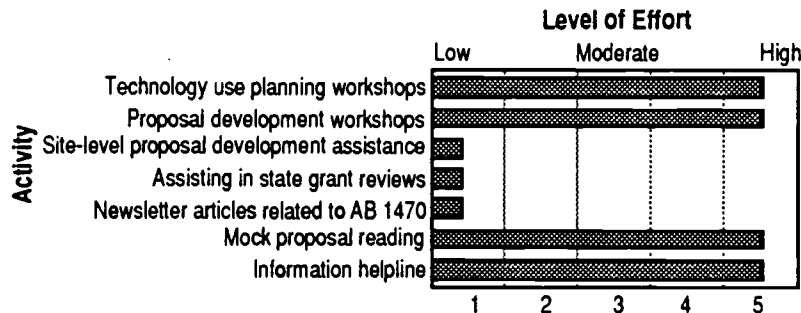 Level of Effort
Low Moderate High
Technology use planning workshops
Proposal development workshops
Site-level proposal development assistance
Assisting in state grant reviews
Newsletter articles related to AB 1470
Mock proposal reading
Information helpline
Activity
1 2 3 4 5